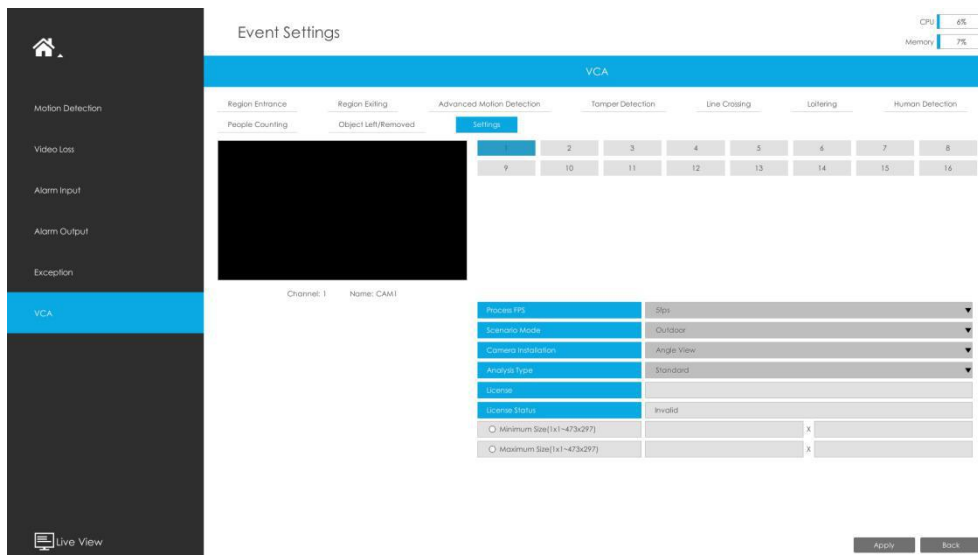 Event Settings
CPU 6%
Memory 7%
VCA
Motion Detection
Video Loss
Alarm Input
Alarm Output
Exception
VCA
Live View
Region Entrance Region Exiting Advanced Motion Detection Tamper Detection Line Crossing Loitering Human Detection
People Counting Object Left/Removed Settings
1 2 3 4 5 6 7 8
9 10 11 12 13 14 15 16
Channel: 1 Name: CAM1
Process FPS 5fps
Scenario Mode Outdoor
Camera Installation Angle View
Analysis Type Standard
License
License Status Invalid
Minimum Size(1x1~473x297) X
Maximum Size(1x1~473x297) X
Apply Back